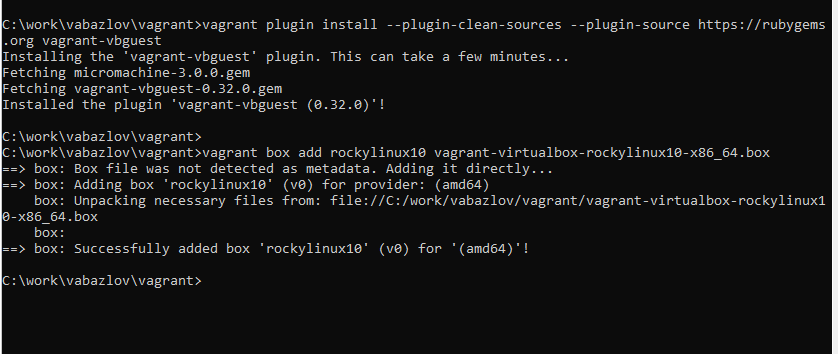 C:\work\vabazlov\vagrant>vagrant plugin install --plugin-clean-sources --plugin-source https://rubygems
.org vagrant-vbguest
Installing the 'vagrant-vbguest' plugin. This can take a few minutes...
Fetching micromachine-3.0.0.gem
Fetching vagrant-vbguest-0.32.0.gem
Installed the plugin 'vagrant-vbguest (0.32.0)'!
C:\work\vabazlov\vagrant>
C:\work\vabazlov\vagrant>vagrant box add rockylinux10 vagrant-virtualbox-rockylinux10-x86_64.box
==> box: Box file was not detected as metadata. Adding it directly...
==> box: Adding box 'rockylinux10' (v0) for provider: (amd64)
    box: Unpacking necessary files from: file://C:/work/vabazlov/vagrant/vagrant-virtualbox-rockylinux1
0-x86_64.box
    box:
==> box: Successfully added box 'rockylinux10' (v0) for '(amd64)'!
C:\work\vabazlov\vagrant>